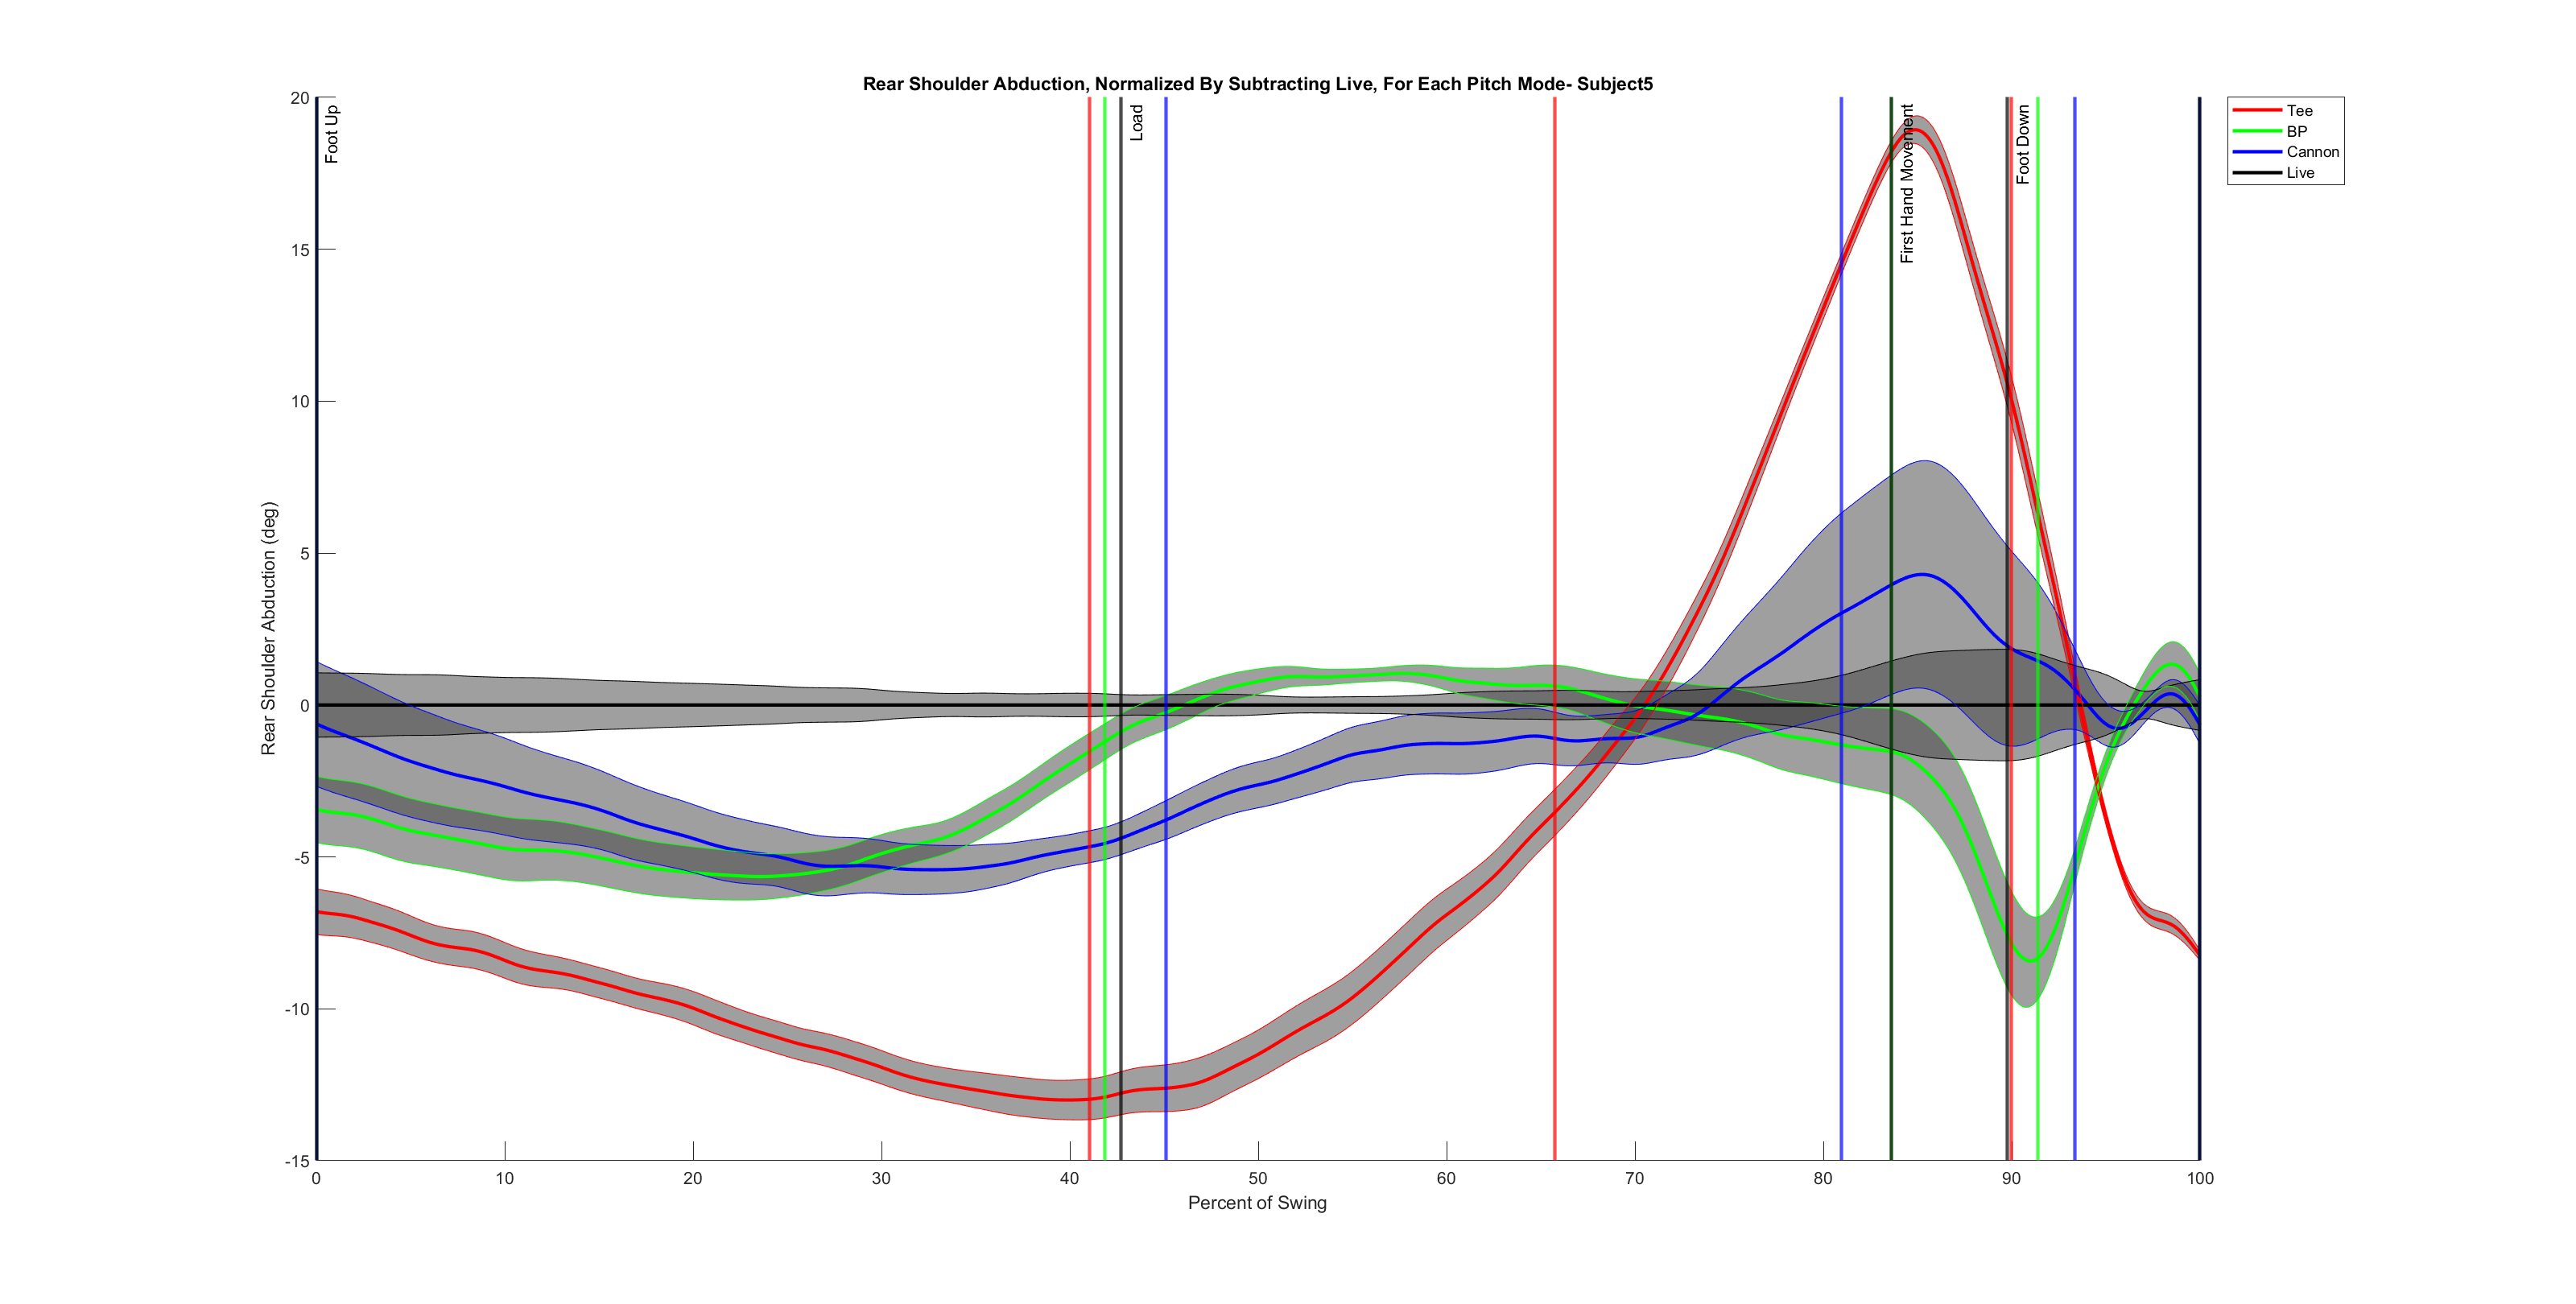 Rear Shoulder Abduction, Normalized By Subtracting Live, For Each Pitch Mode- Subject5
20
15
10
5
0
-5
-10
-15
Rear Shoulder Abduction (deg)
Foot Up
Load
First Hand Movement
Foot Down
Tee
BP
Cannon
Live
0 10 20 30 40 50 60 70 80 90 100
Percent of Swing